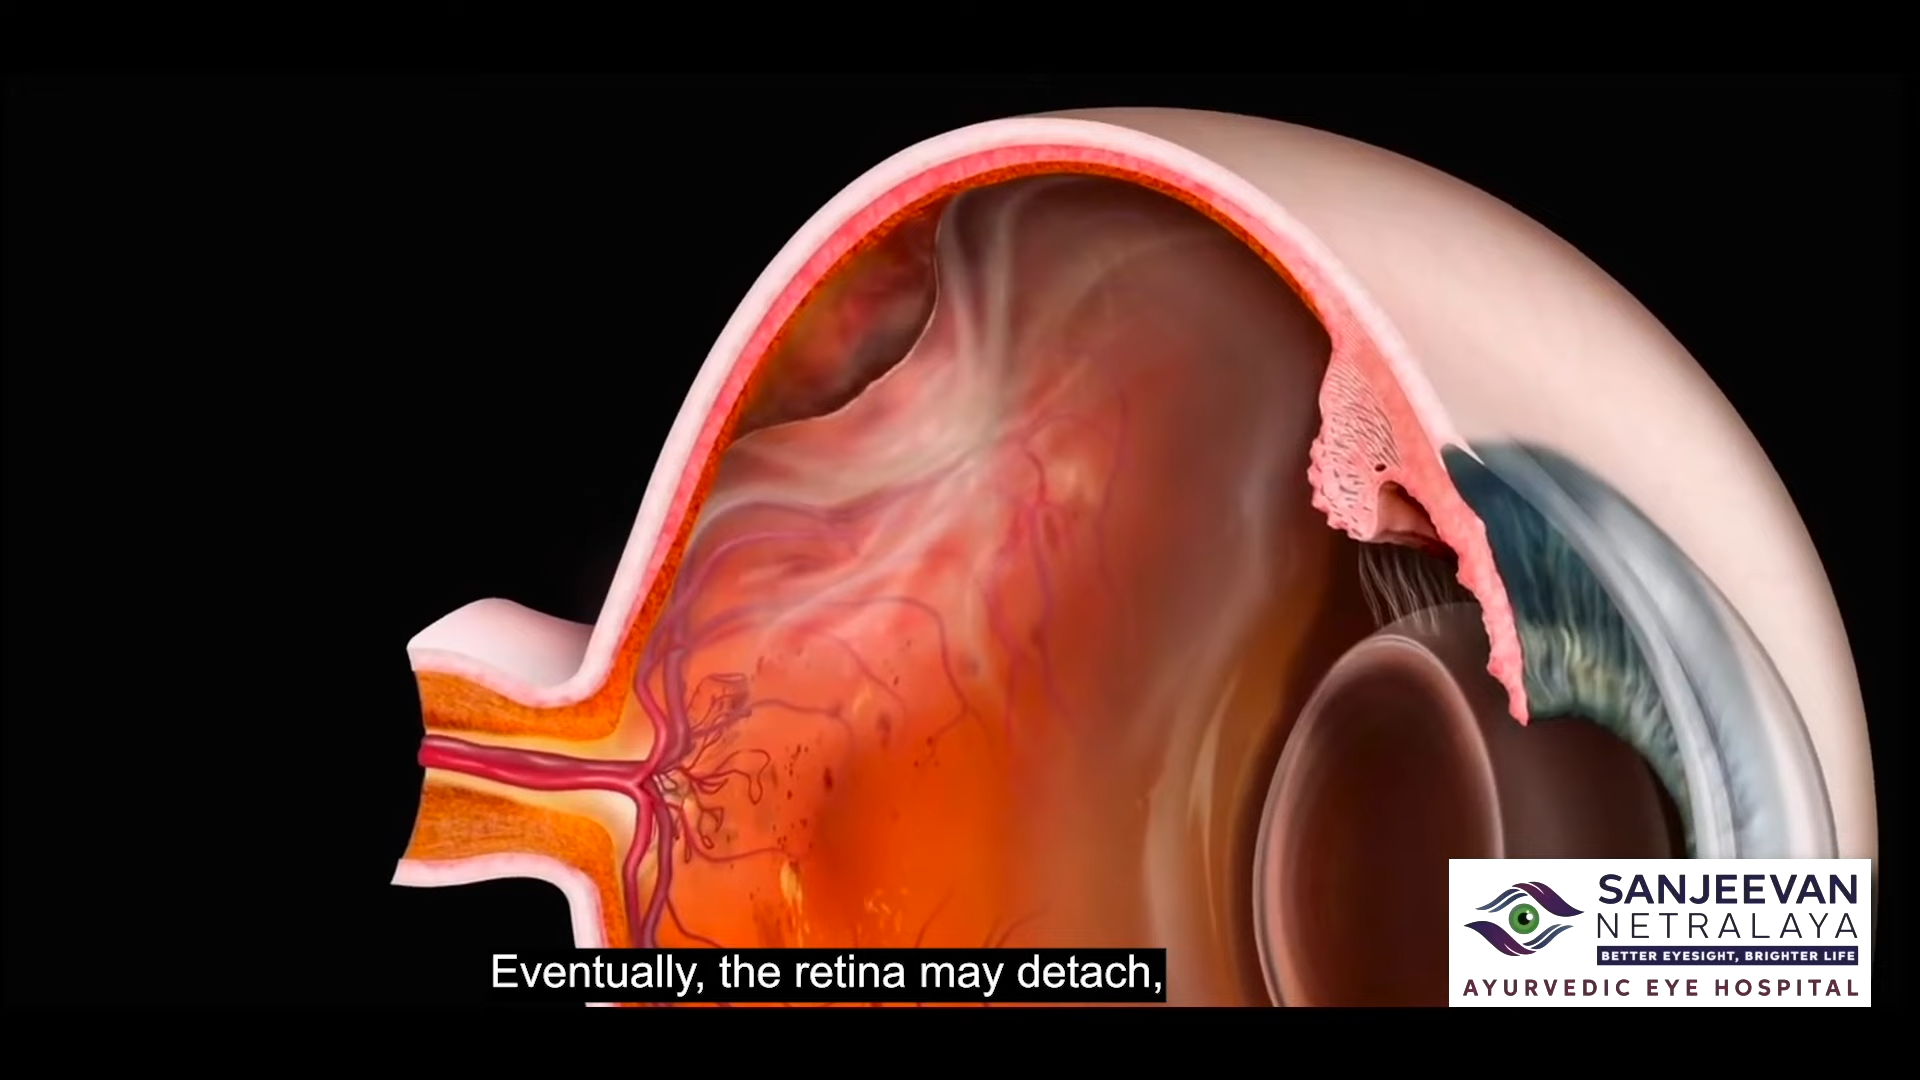 SANJEEVAN
NETRALAYA
BETTER EYESIGHT, BRIGHTER LIFE
AYURVEDIC EYE HOSPITAL
Eventually, the retina may detach,